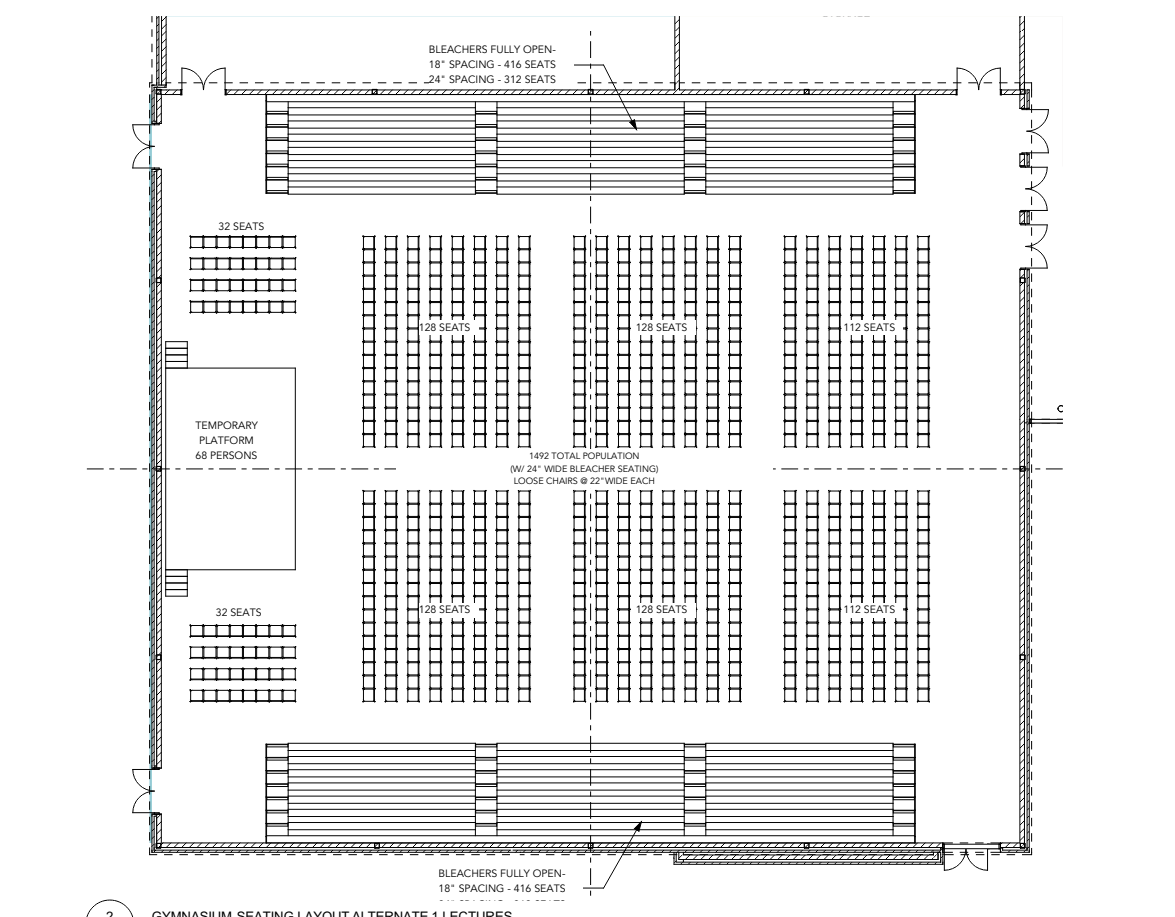 BLEACHERS FULLY OPEN-
18" SPACING - 416 SEATS
24" SPACING - 312 SEATS
32 SEATS
128 SEATS
128 SEATS
112 SEATS
TEMPORARY
PLATFORM
68 PERSONS
1492 TOTAL POPULATION
(W/ 24" WIDE BLEACHER SEATING)
LOOSE CHAIRS @ 22"WIDE EACH
32 SEATS
128 SEATS
128 SEATS
112 SEATS
BLEACHERS FULLY OPEN-
18" SPACING - 416 SEATS
2 GYMNASIUM SEATING LAYOUT ALTERNATE 1 LECTURES